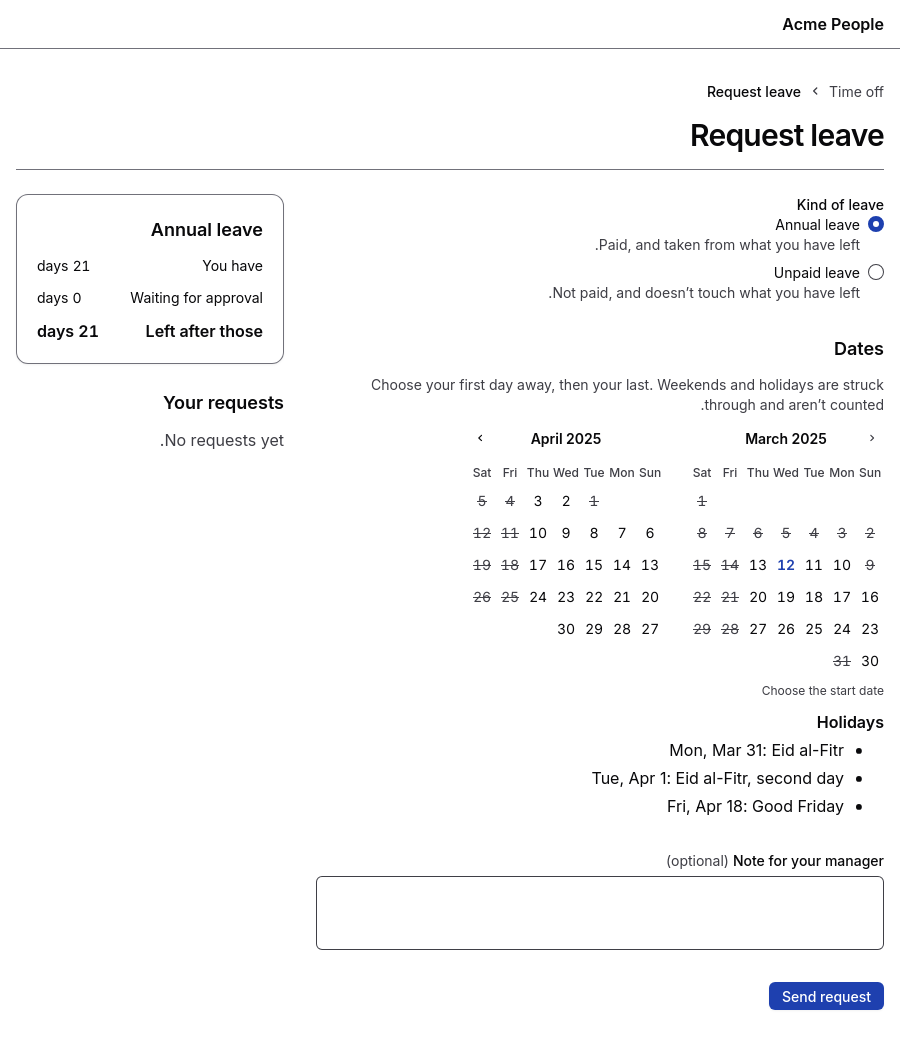 Acme People
Request leave ‹ Time off
Request leave
Kind of leave
Annual leave
.Paid, and taken from what you have left
Unpaid leave
.Not paid, and doesn’t touch what you have left
Dates
Choose your first day away, then your last. Weekends and holidays are struck
.through and aren’t counted
March 2025
Sat Fri Thu Wed Tue Mon Sun
1
8 7 6 5 4 3 2
15 14 13 12 11 10 9
22 21 20 19 18 17 16
29 28 27 26 25 24 23
31 30
April 2025
Sat Fri Thu Wed Tue Mon Sun
5 4 3 2 1
12 11 10 9 8 7 6
19 18 17 16 15 14 13
26 25 24 23 22 21 20
30 29 28 27
Choose the start date
Holidays
Mon, Mar 31: Eid al-Fitr
Tue, Apr 1: Eid al-Fitr, second day
Fri, Apr 18: Good Friday
(optional) Note for your manager
Send request
Annual leave
days 21 You have
days 0 Waiting for approval
days 21 Left after those
Your requests
.No requests yet